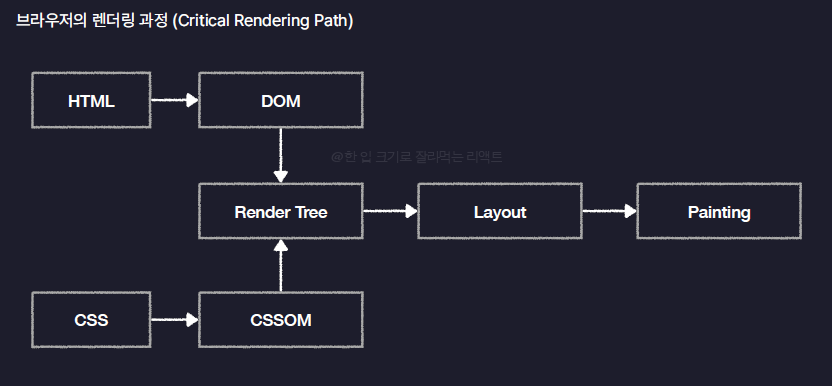 브라우저의 렌더링 과정 (Critical Rendering Path)
HTML
DOM
@한 입 크기로 잘라먹는 리액트
Render Tree
Layout
Painting
CSS
CSSOM